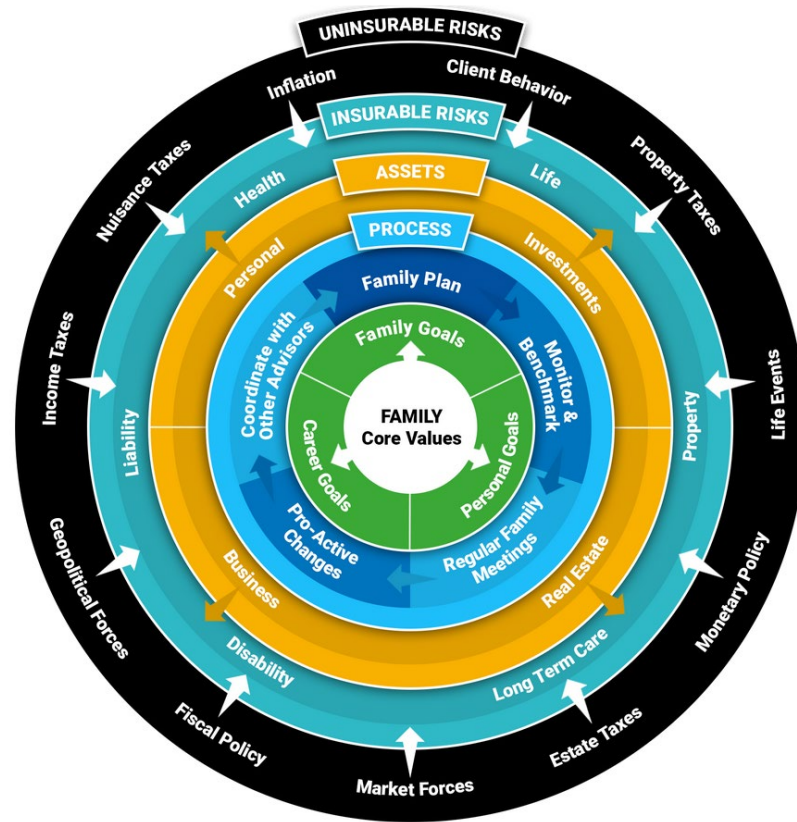 UNINSURABLE RISKS
Inflation
Client Behavior
Nuisance Taxes
Property Taxes
Income Taxes
Life Events
Geopolitical Forces
Monetary Policy
Fiscal Policy
Estate Taxes
Market Forces
INSURABLE RISKS
Health
Life
Liability
Property
Disability
Long Term Care
ASSETS
Personal
Investments
Business
Real Estate
PROCESS
Family Plan
Monitor &
Benchmark
Regular Family
Meetings
Pro-Active
Changes
Coordinate with
Other Advisors
Family Goals
Career Goals
Personal Goals
FAMILY
Core Values